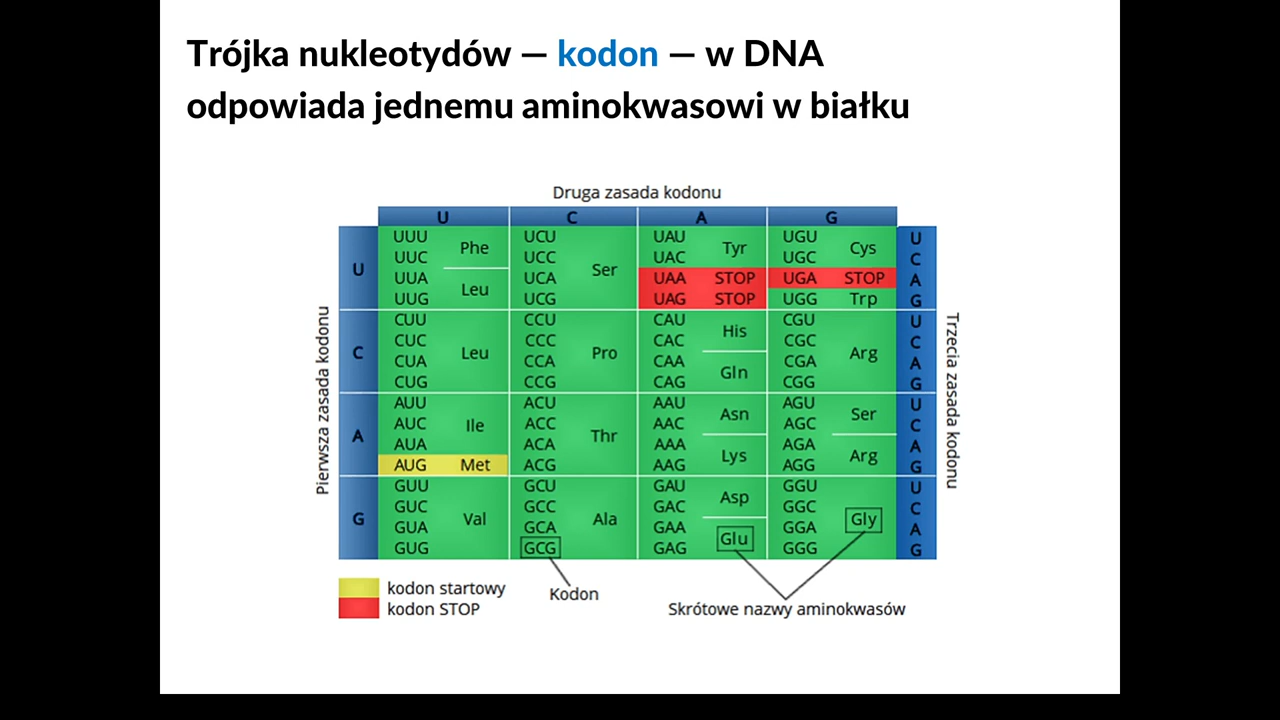 Trójka nukleotydów — kodon — w DNA
odpowiada jednemu aminokwasowi w białku
Druga zasada kodonu
U C A G
Pierwsza zasada kodonu
Trzecia zasada kodonu
U
UUU UCU UAU UGU U
Phe Tyr Cys
UUC UCC UAC UGC C
Ser
UUA UCA UAA STOP UGA STOP A
Leu
UUG UCG UAG STOP UGG Trp G
C
CUU CCU CAU CGU U
His
CUC CCC CAC CGC C
Leu Pro Arg
CUA CCA CAA CGA A
Gln
CUG CCG CAG CGG G
A
AUU ACU AAU AGU U
Asn Ser
AUC ACC AAC AGC C
Ile Thr
AUA ACA AAA AGA A
Lys Arg
AUG Met ACG AAG AGG G
G
GUU GCU GAU GGU U
Asp
GUC GCC GAC GGC C
Val Ala Gly
GUA GCA GAA GGA A
Glu
GUG GCG GAG GGG G
kodon startowy
kodon STOP
Kodon
Skrótowe nazwy aminokwasów